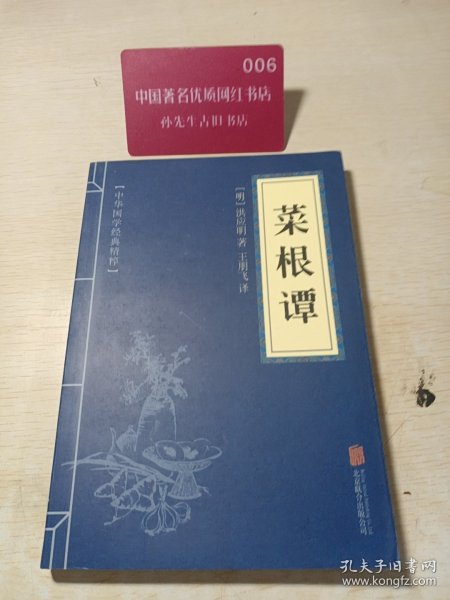 006
中国著名优质网红书店
孙先生古旧书店
【中华国学经典精粹】
【明】洪应明 著 王朋飞 译
菜根谭
北京联合出版公司
孔夫子旧书网
www.kongfz.com